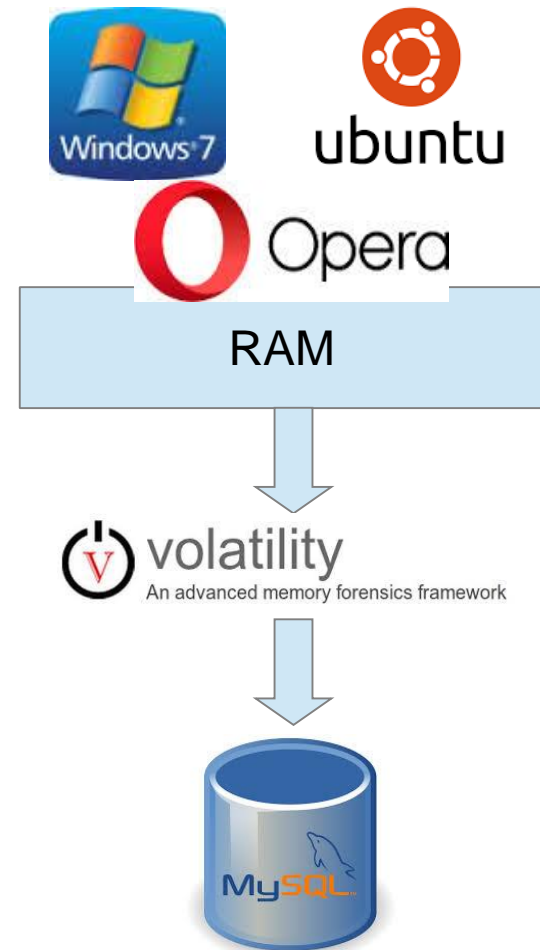 Windows 7
ubuntu
Opera
RAM
V
volatility
An advanced memory forensics framework
MySQL